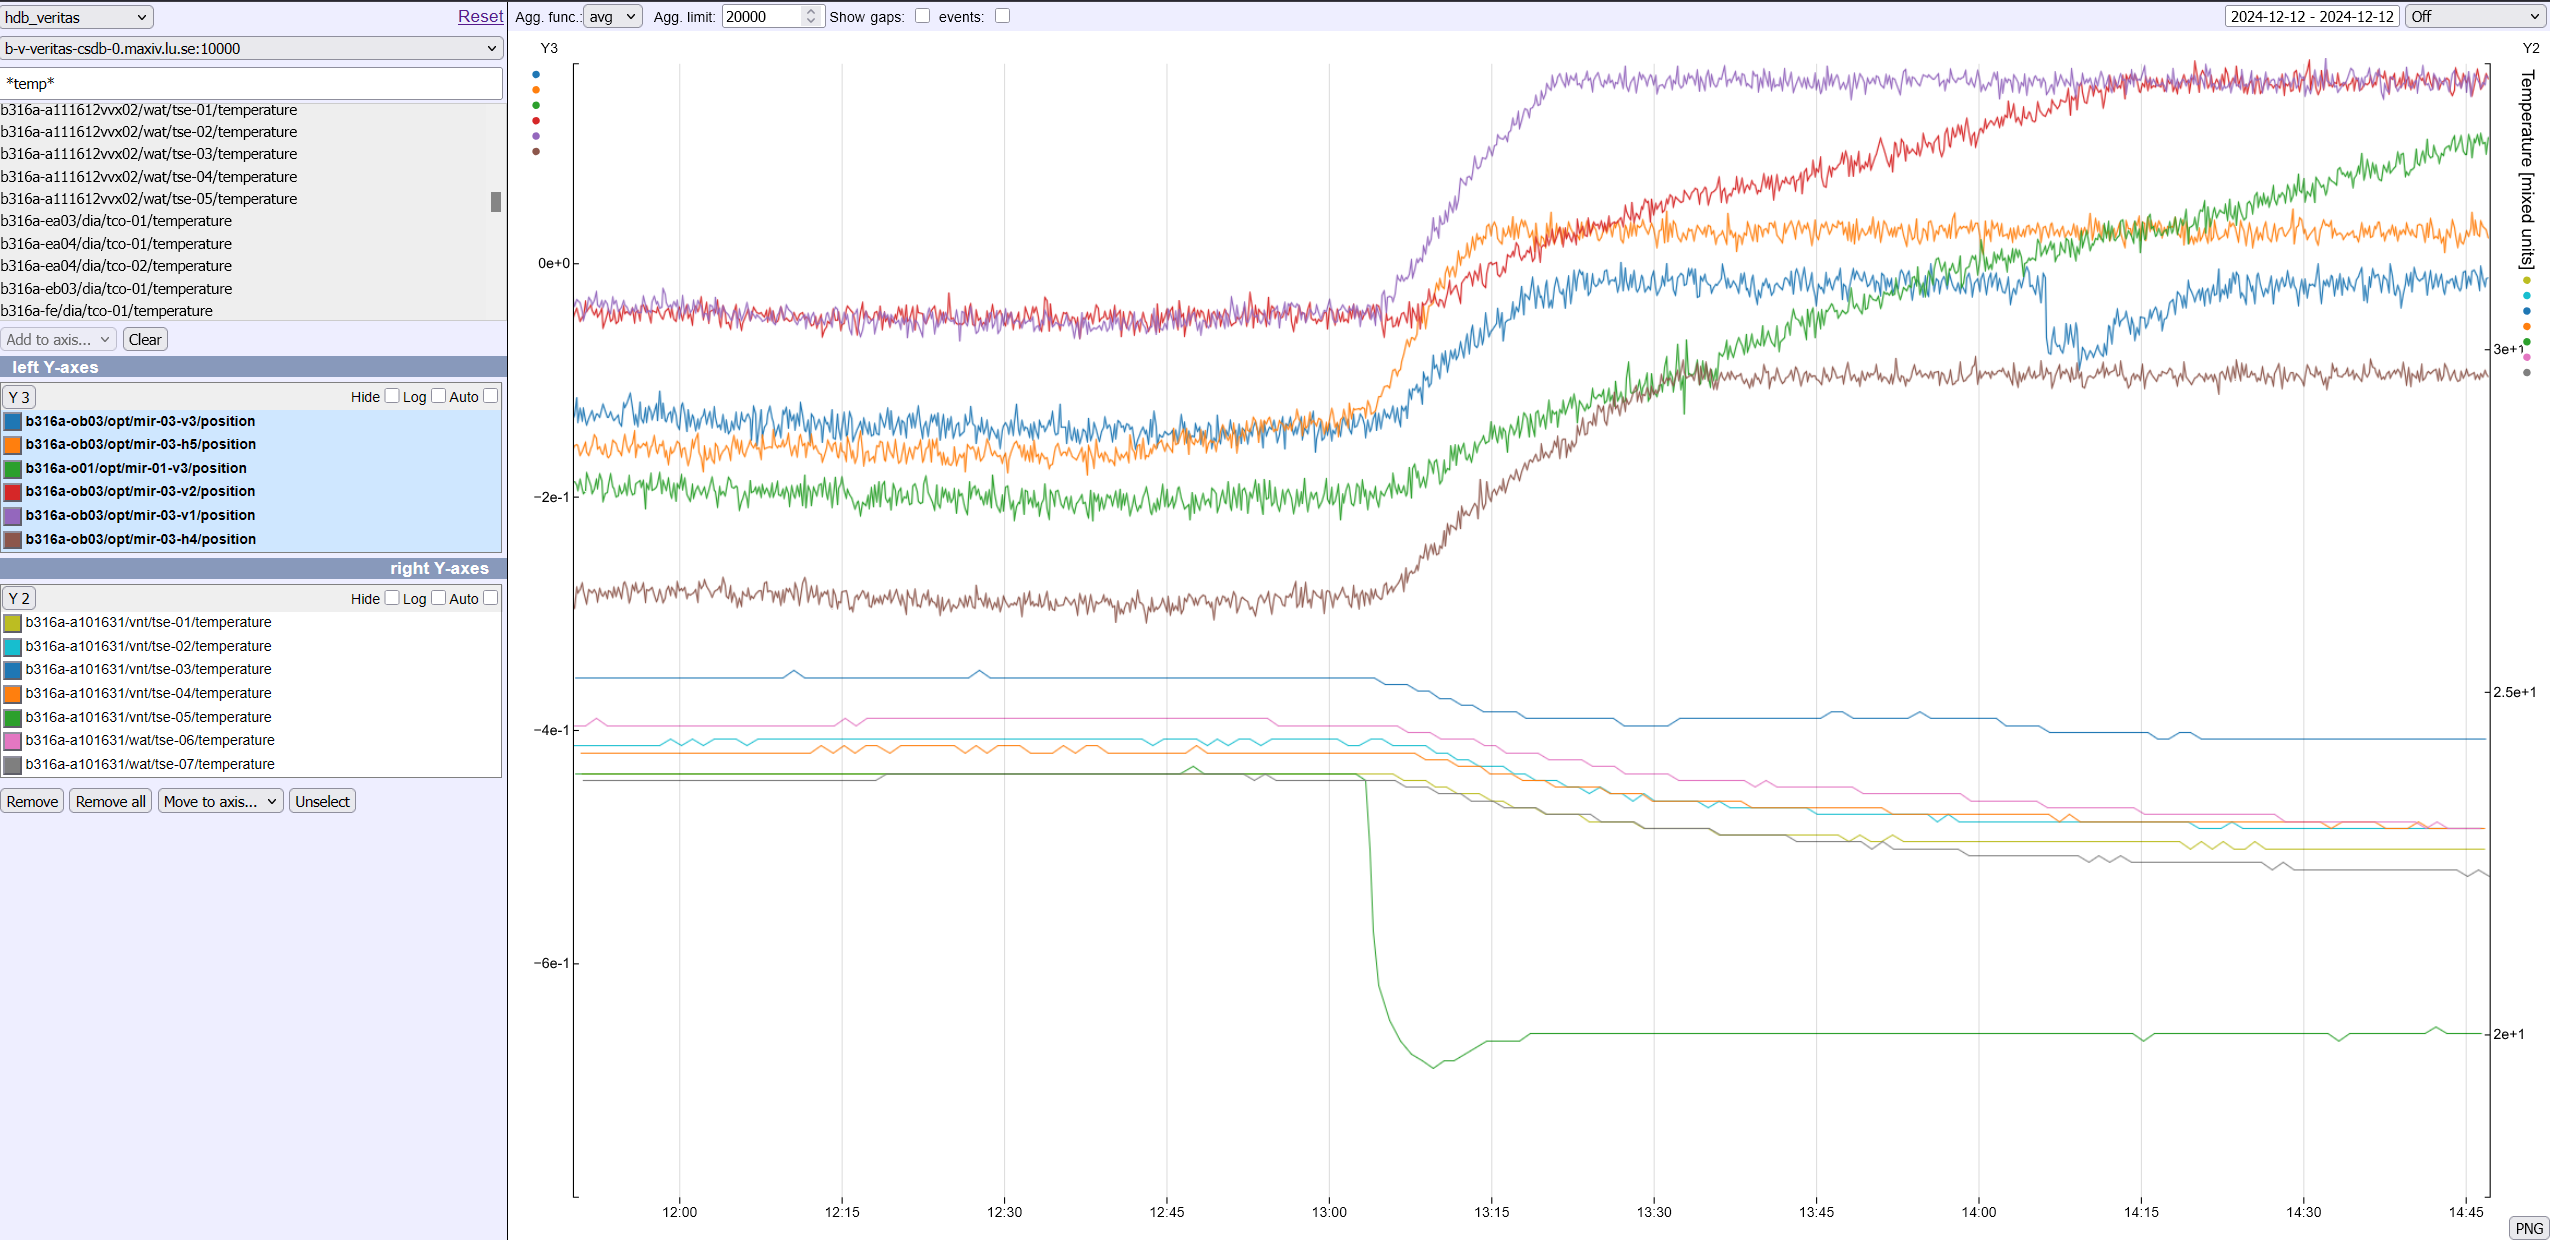 hdb_veritas
Reset
b-v-veritas-csdb-0.maxiv.lu.se:10000
*temp*
b316a-a111612vvx02/wat/tse-01/temperature
b316a-a111612vvx02/wat/tse-02/temperature
b316a-a111612vvx02/wat/tse-03/temperature
b316a-a111612vvx02/wat/tse-04/temperature
b316a-a111612vvx02/wat/tse-05/temperature
b316a-ea03/dia/tco-01/temperature
b316a-ea04/dia/tco-01/temperature
b316a-ea04/dia/tco-02/temperature
b316a-eb03/dia/tco-01/temperature
b316a-fe/dia/tco-01/temperature
Add to axis... Clear
left Y-axes
Y 3 Hide Log Auto
b316a-ob03/opt/mir-03-v3/position
b316a-ob03/opt/mir-03-h5/position
b316a-o01/opt/mir-01-v3/position
b316a-ob03/opt/mir-03-v2/position
b316a-ob03/opt/mir-03-v1/position
b316a-ob03/opt/mir-03-h4/position
right Y-axes
Y 2 Hide Log Auto
b316a-a101631/vnt/tse-01/temperature
b316a-a101631/vnt/tse-02/temperature
b316a-a101631/vnt/tse-03/temperature
b316a-a101631/vnt/tse-04/temperature
b316a-a101631/vnt/tse-05/temperature
b316a-a101631/wat/tse-06/temperature
b316a-a101631/wat/tse-07/temperature
Remove Remove all Move to axis... Unselect
Agg. func.: avg Agg. limit: 20000 Show gaps: events:
2024-12-12 - 2024-12-12 Off
Y3
0e+0
−2e-1
−4e-1
−6e-1
Y2
Temperature [mixed units]
3e+1
2.5e+1
2e+1
12:00 12:15 12:30 12:45 13:00 13:15 13:30 13:45 14:00 14:15 14:30 14:45
PNG